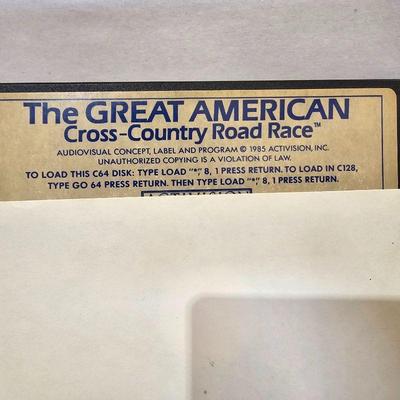 The GREAT AMERICAN
Cross-Country Road Race™
AUDIOVISUAL CONCEPT, LABEL AND PROGRAM © 1985 ACTIVISION, INC.
UNAUTHORIZED COPYING IS A VIOLATION OF LAW.
TO LOAD THIS C64 DISK: TYPE LOAD "*", 8, 1 PRESS RETURN. TO LOAD IN C128,
TYPE GO 64 PRESS RETURN. THEN TYPE LOAD "*", 8, 1 PRESS RETURN.
ACTIVISION